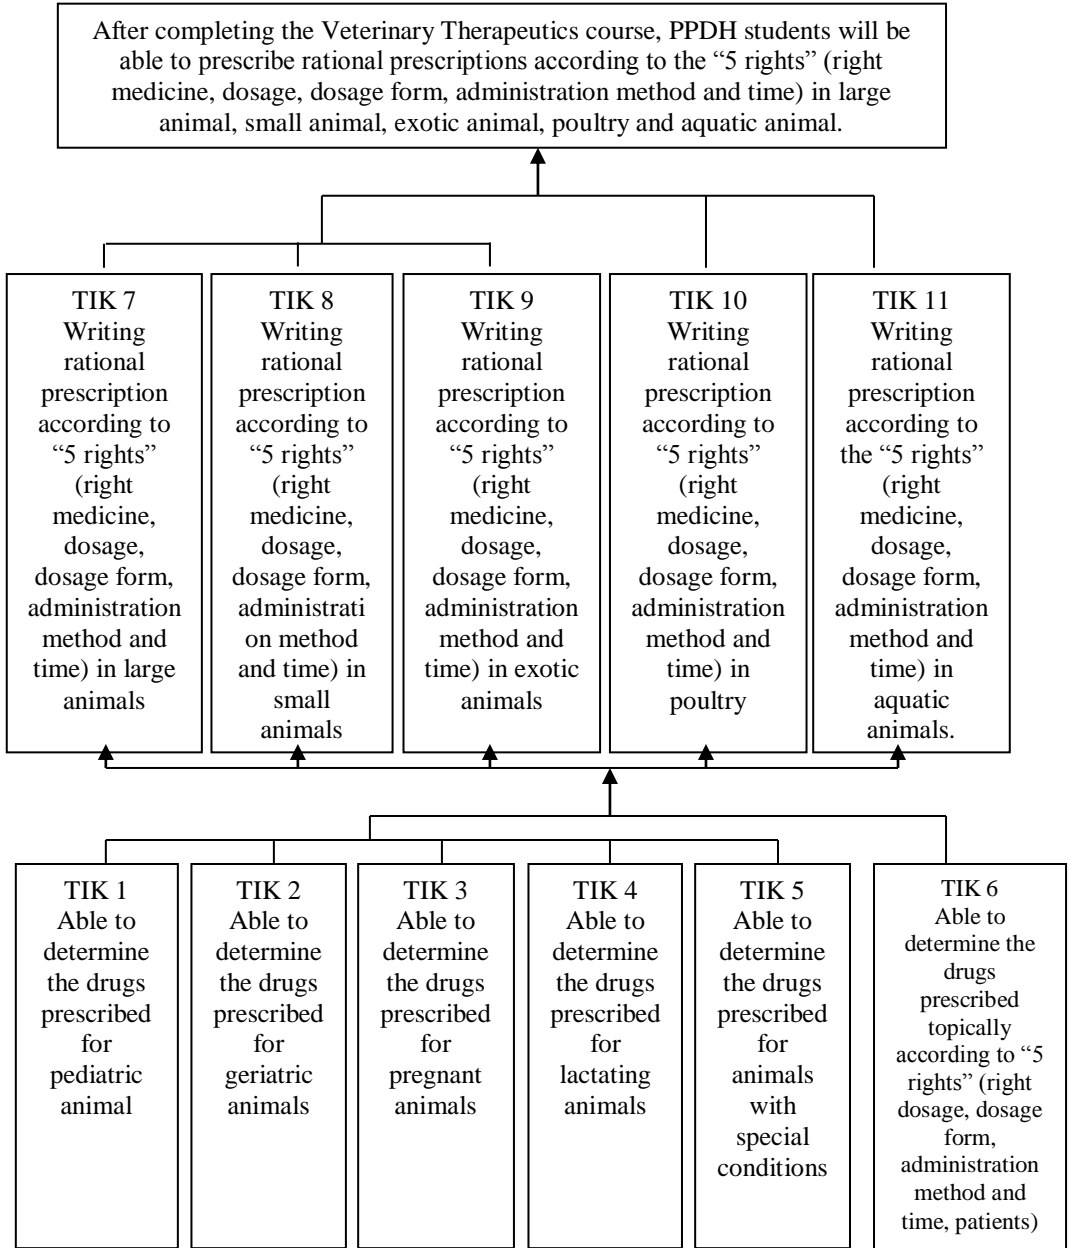 After completing the Veterinary Therapeutics course, PPDH students will be
able to prescribe rational prescriptions according to the “5 rights” (right
medicine, dosage, dosage form, administration method and time) in large
animal, small animal, exotic animal, poultry and aquatic animal.
TIK 7
Writing
rational
prescription
according to
“5 rights”
(right
medicine,
dosage,
dosage form,
administration
method and
time) in large
animals
TIK 8
Writing
rational
prescription
according to
“5 rights”
(right
medicine,
dosage,
dosage form,
administrati
on method
and time) in
small
animals
TIK 9
Writing
rational
prescription
according to
“5 rights”
(right
medicine,
dosage,
dosage form,
administration
method and
time) in exotic
animals
TIK 10
Writing
rational
prescription
according to
“5 rights”
(right
medicine,
dosage,
dosage form,
administration
method and
time) in
poultry
TIK 11
Writing
rational
prescription
according to
the “5 rights”
(right
medicine,
dosage,
dosage form,
administration
method and
time) in
aquatic
animals.
TIK 1
Able to
determine
the drugs
prescribed
for
pediatric
animal
TIK 2
Able to
determine
the drugs
prescribed
for
geriatric
animals
TIK 3
Able to
determine
the drugs
prescribed
for
pregnant
animals
TIK 4
Able to
determine
the drugs
prescribed
for
lactating
animals
TIK 5
Able to
determine
the drugs
prescribed
for
animals
with
special
conditions
TIK 6
Able to
determine the
drugs
prescribed
topically
according to “5
rights” (right
dosage, dosage
form,
administration
method and
time, patients)